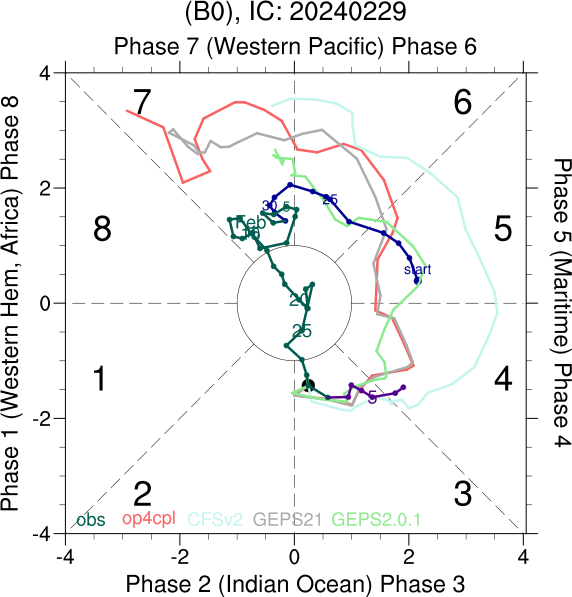 (B0), IC: 20240229
Phase 7 (Western Pacific) Phase 6
Phase 1 (Western Hem, Africa) Phase 8
Phase 5 (Maritime) Phase 4
4
2
0
-2
-4
7
6
8
5
1
4
2
3
30
5
25
Feb
start
20
25
5
obs
op4cpl
CFSv2
GEPS21
GEPS2.0.1
-4
-2
0
2
4
Phase 2 (Indian Ocean) Phase 3